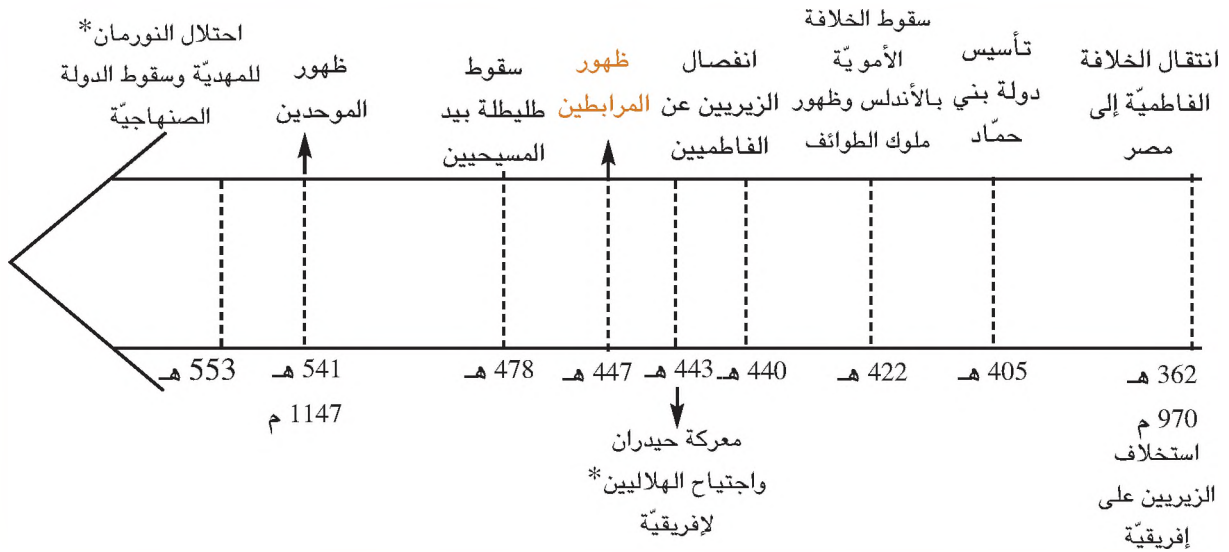 انتقال الخلافة
الفاطميّة إلى
مصر
تأسيس
دولة بني
حمّاد
سقوط الخلافة
الأمويّة
بالأندلس وظهور
ملوك الطوائف
انفصال
الزيريين عن
الفاطميين
ظهور
المرابطين
سقوط
طليطلة بيد
المسيحيين
ظهور
الموحدين
احتلال النورمان*
للمهديّة وسقوط الدولة
الصنهاجيّة
362 هـ
405 هـ
422 هـ
440 هـ
443 هـ
447 هـ
478 هـ
541 هـ
553 هـ
970 م
1147 م
استخلاف
الزيريين على
إفريقيّة
معركة حيدران
واجتياح الهلاليين*
لإفريقيّة